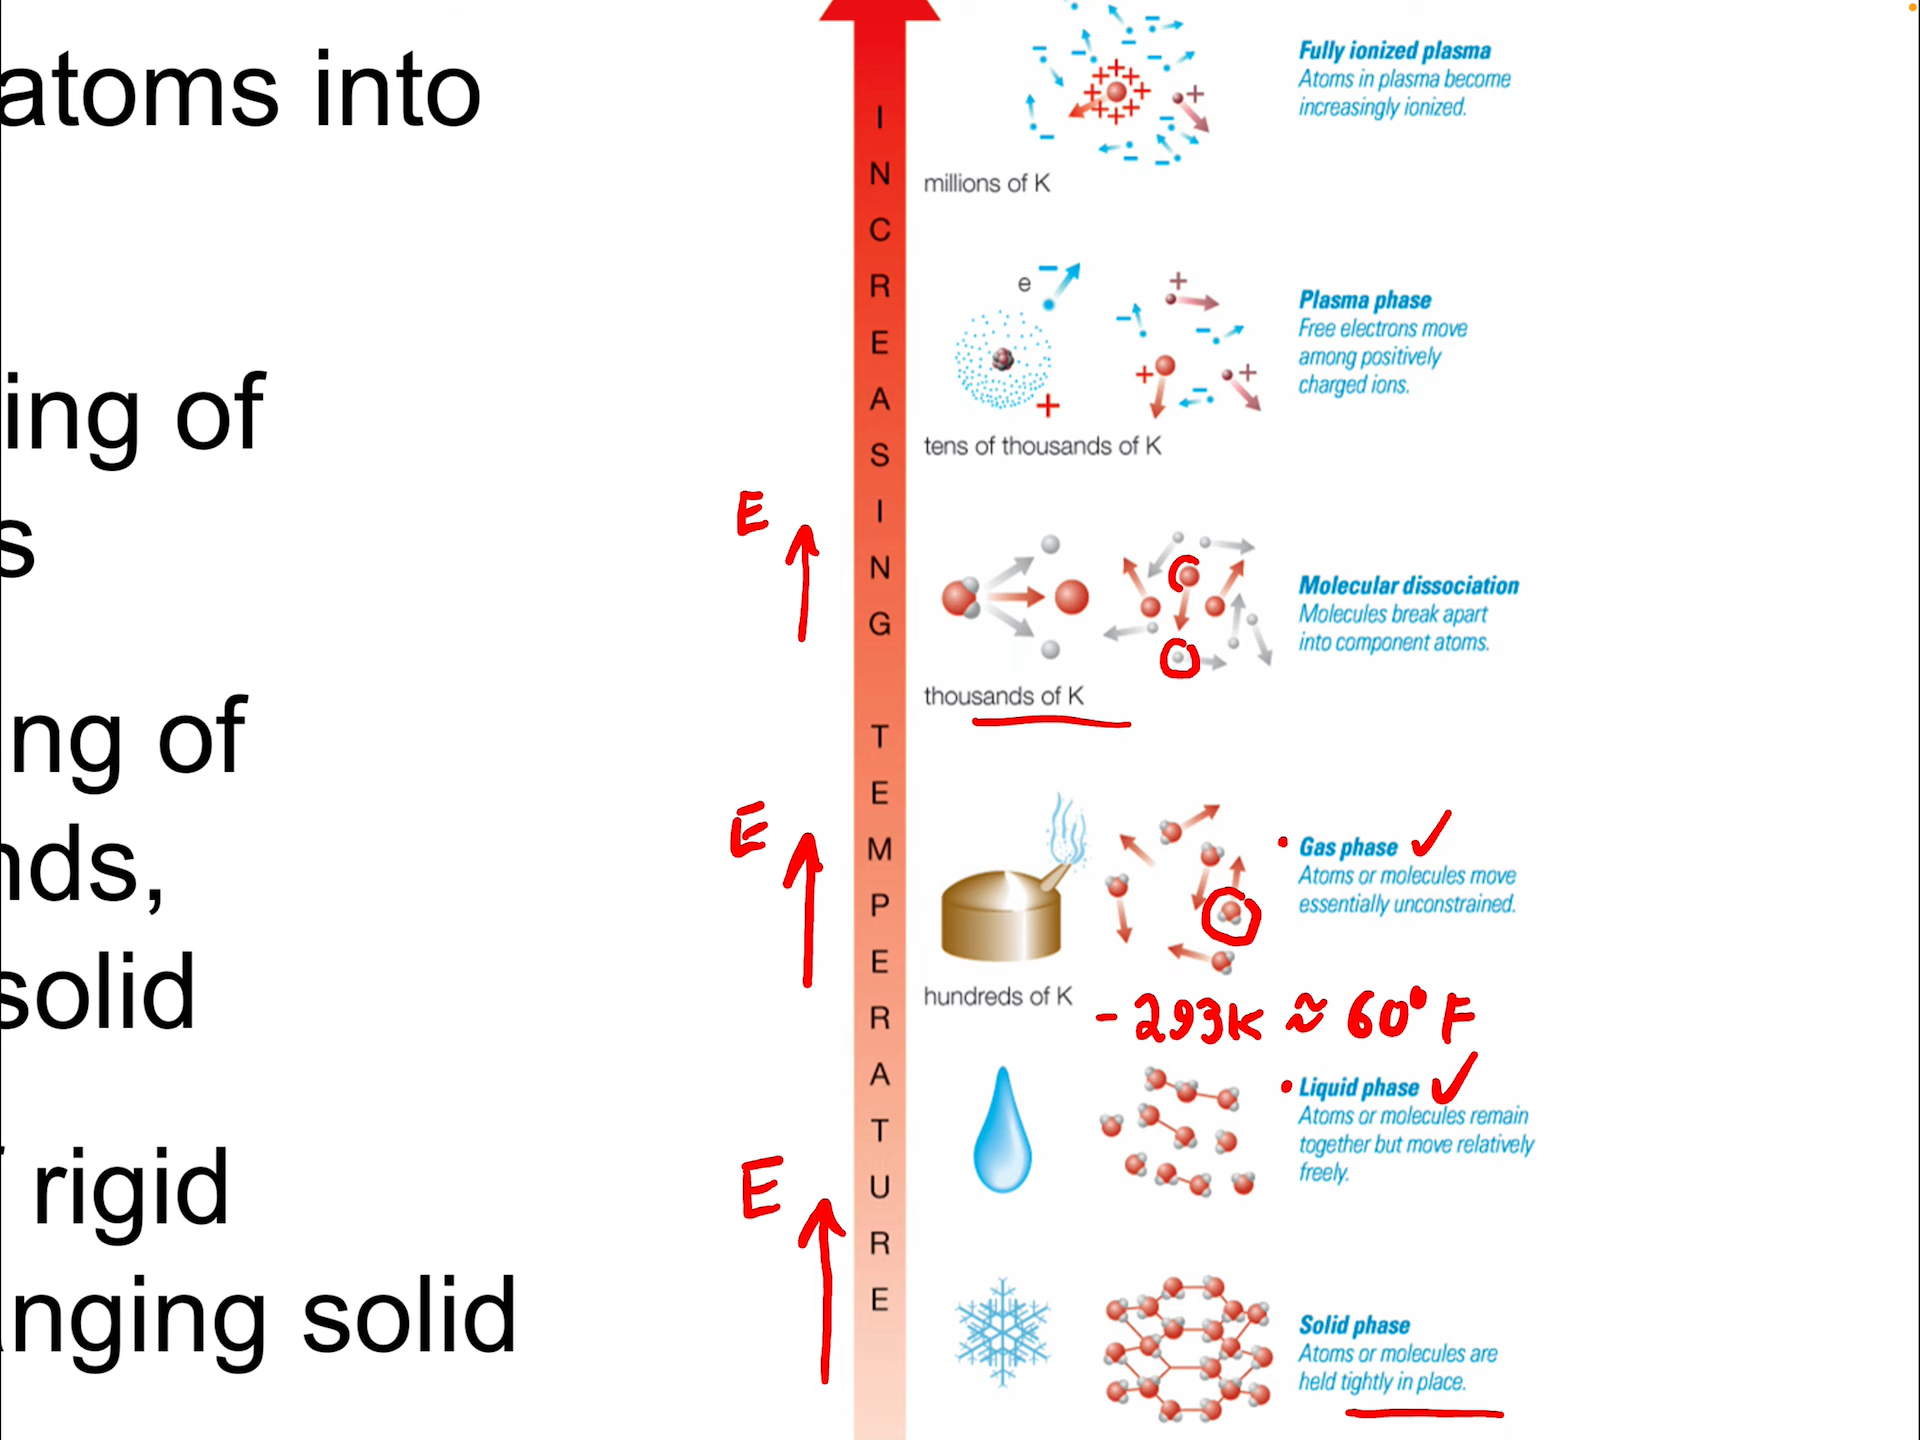 atoms into
ing of
s
ng of
nds,
solid
rigid
anging solid
INCREASING TEMPERATURE
E
E
E
Fully ionized plasma
Atoms in plasma become
increasingly ionized.
millions of K
e
Plasma phase
Free electrons move
among positively
charged ions.
tens of thousands of K
Molecular dissociation
Molecules break apart
into component atoms.
thousands of K
• Gas phase ✓
Atoms or molecules move
essentially unconstrained.
hundreds of K
- 293K ≈ 60° F
• Liquid phase ✓
Atoms or molecules remain
together but move relatively
freely.
Solid phase
Atoms or molecules are
held tightly in place.